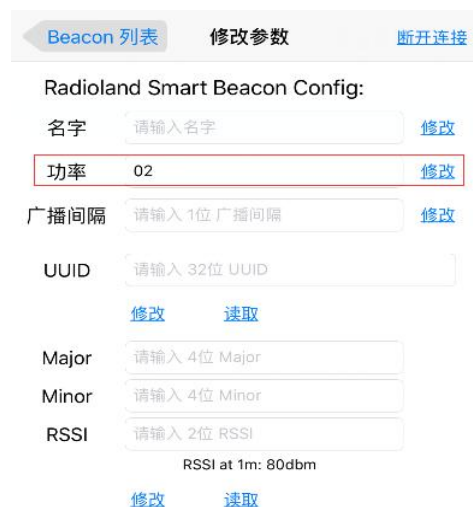 Beacon 列表 修改参数 断开连接
Radioland Smart Beacon Config:
名字 请输入名字 修改
功率 02 修改
广播间隔 请输入 1位 广播间隔 修改
UUID 请输入 32位 UUID
修改 读取
Major 请输入 4位 Major
Minor 请输入 4位 Minor
RSSI 请输入 2位 RSSI
RSSI at 1m: 80dbm
修改 读取